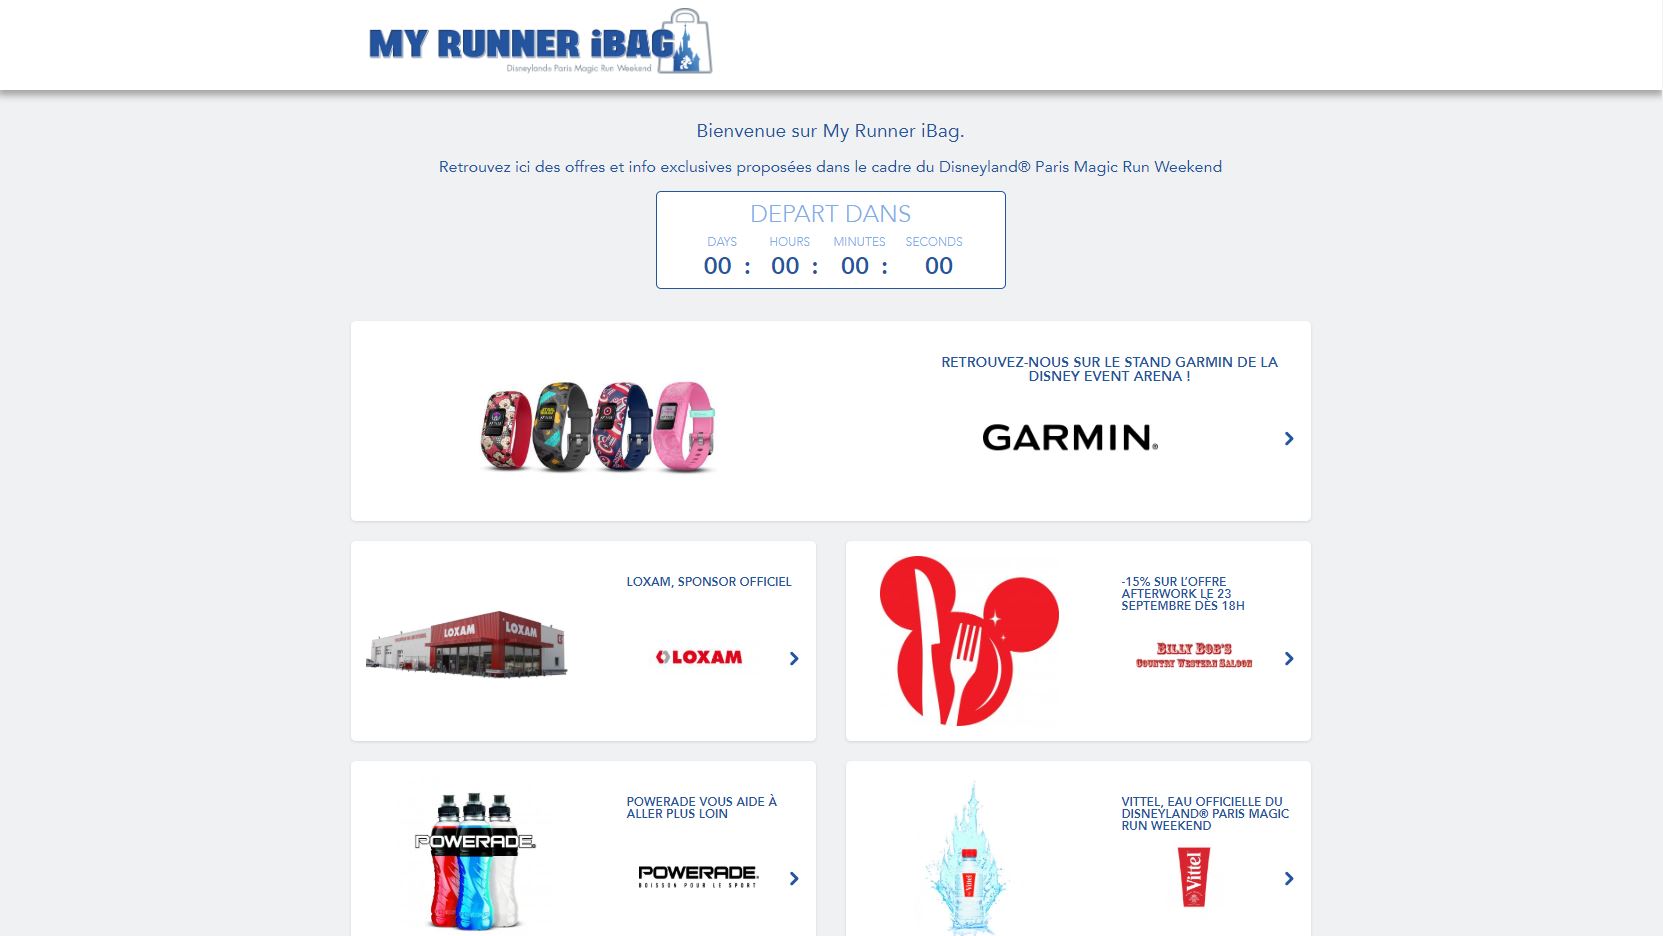 MY RUNNER iBAG
Disneyland® Paris Magic Run Weekend
Bienvenue sur My Runner iBag.
Retrouvez ici des offres et info exclusives proposées dans le cadre du Disneyland® Paris Magic Run Weekend
DEPART DANS
DAYS HOURS MINUTES SECONDS
00 : 00 : 00 : 00
RETROUVEZ-NOUS SUR LE STAND GARMIN DE LA
DISNEY EVENT ARENA !
GARMIN®
LOXAM, SPONSOR OFFICIEL
LOXAM
LOXAM
LOXAM
-15% SUR L'OFFRE
AFTERWORK LE 23
SEPTEMBRE DÈS 18H
BILLY BOB'S
COUNTRY WESTERN SALOON
POWERADE VOUS AIDE À
ALLER PLUS LOIN
POWERADE®
POWERADE®
BOISSON POUR LE SPORT
VITTEL, EAU OFFICIELLE DU
DISNEYLAND® PARIS MAGIC
RUN WEEKEND
Vittel
Vittel